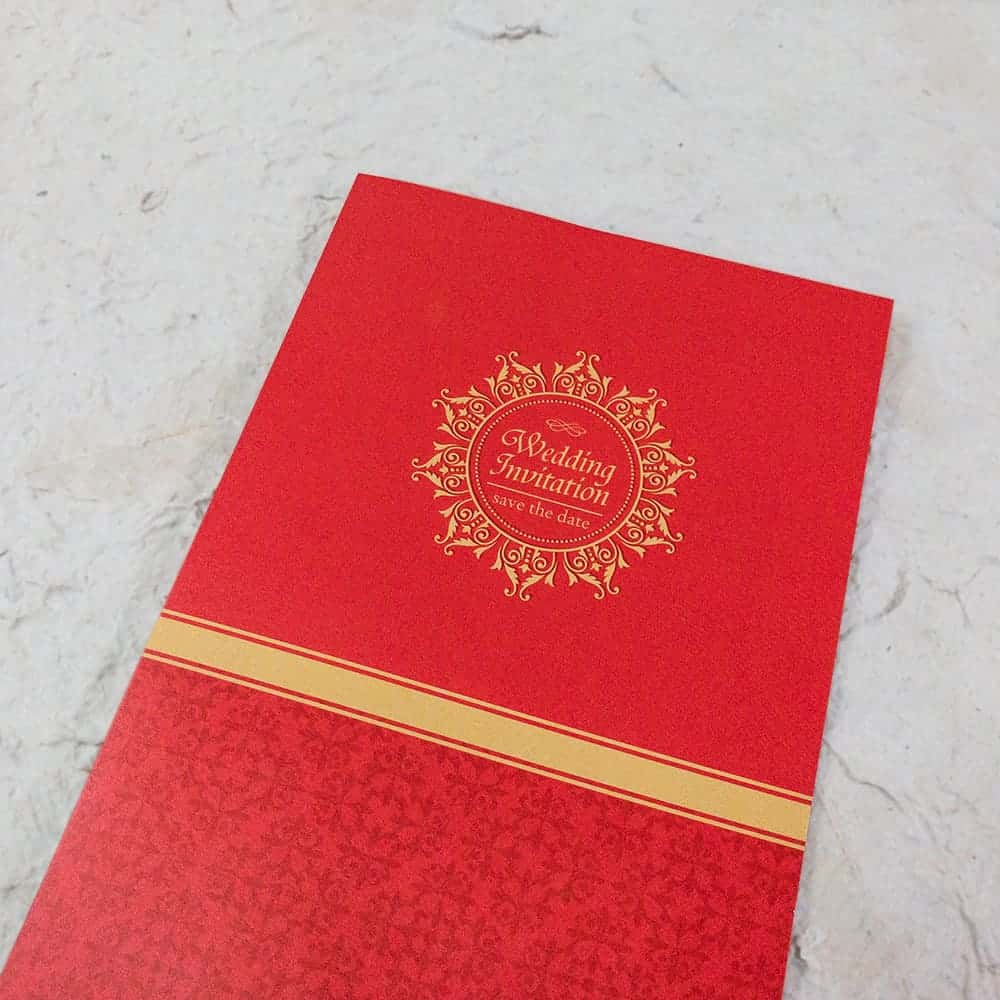 Wedding
Invitation
save the date